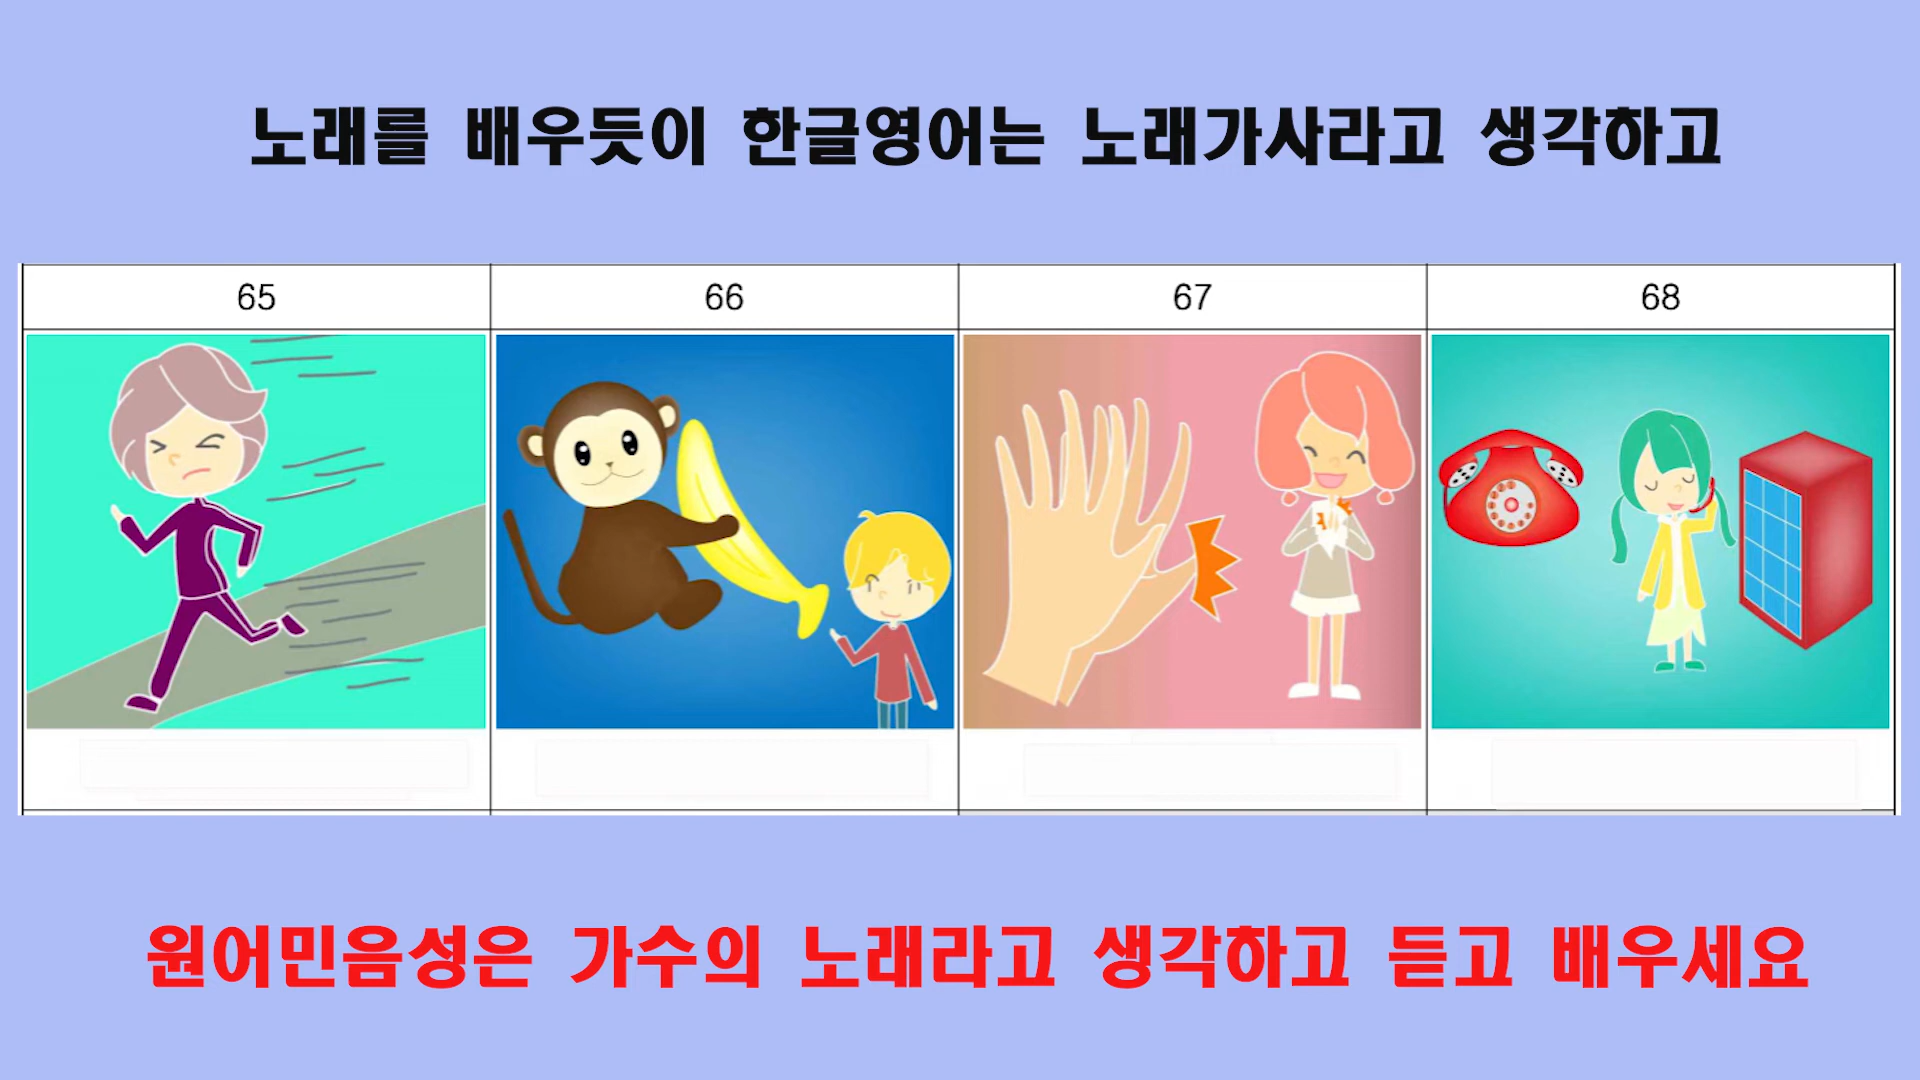 노래를 배우듯이 한글영어는 노래가사라고 생각하고
65 66 67 68
원어민음성은 가수의 노래라고 생각하고 듣고 배우세요